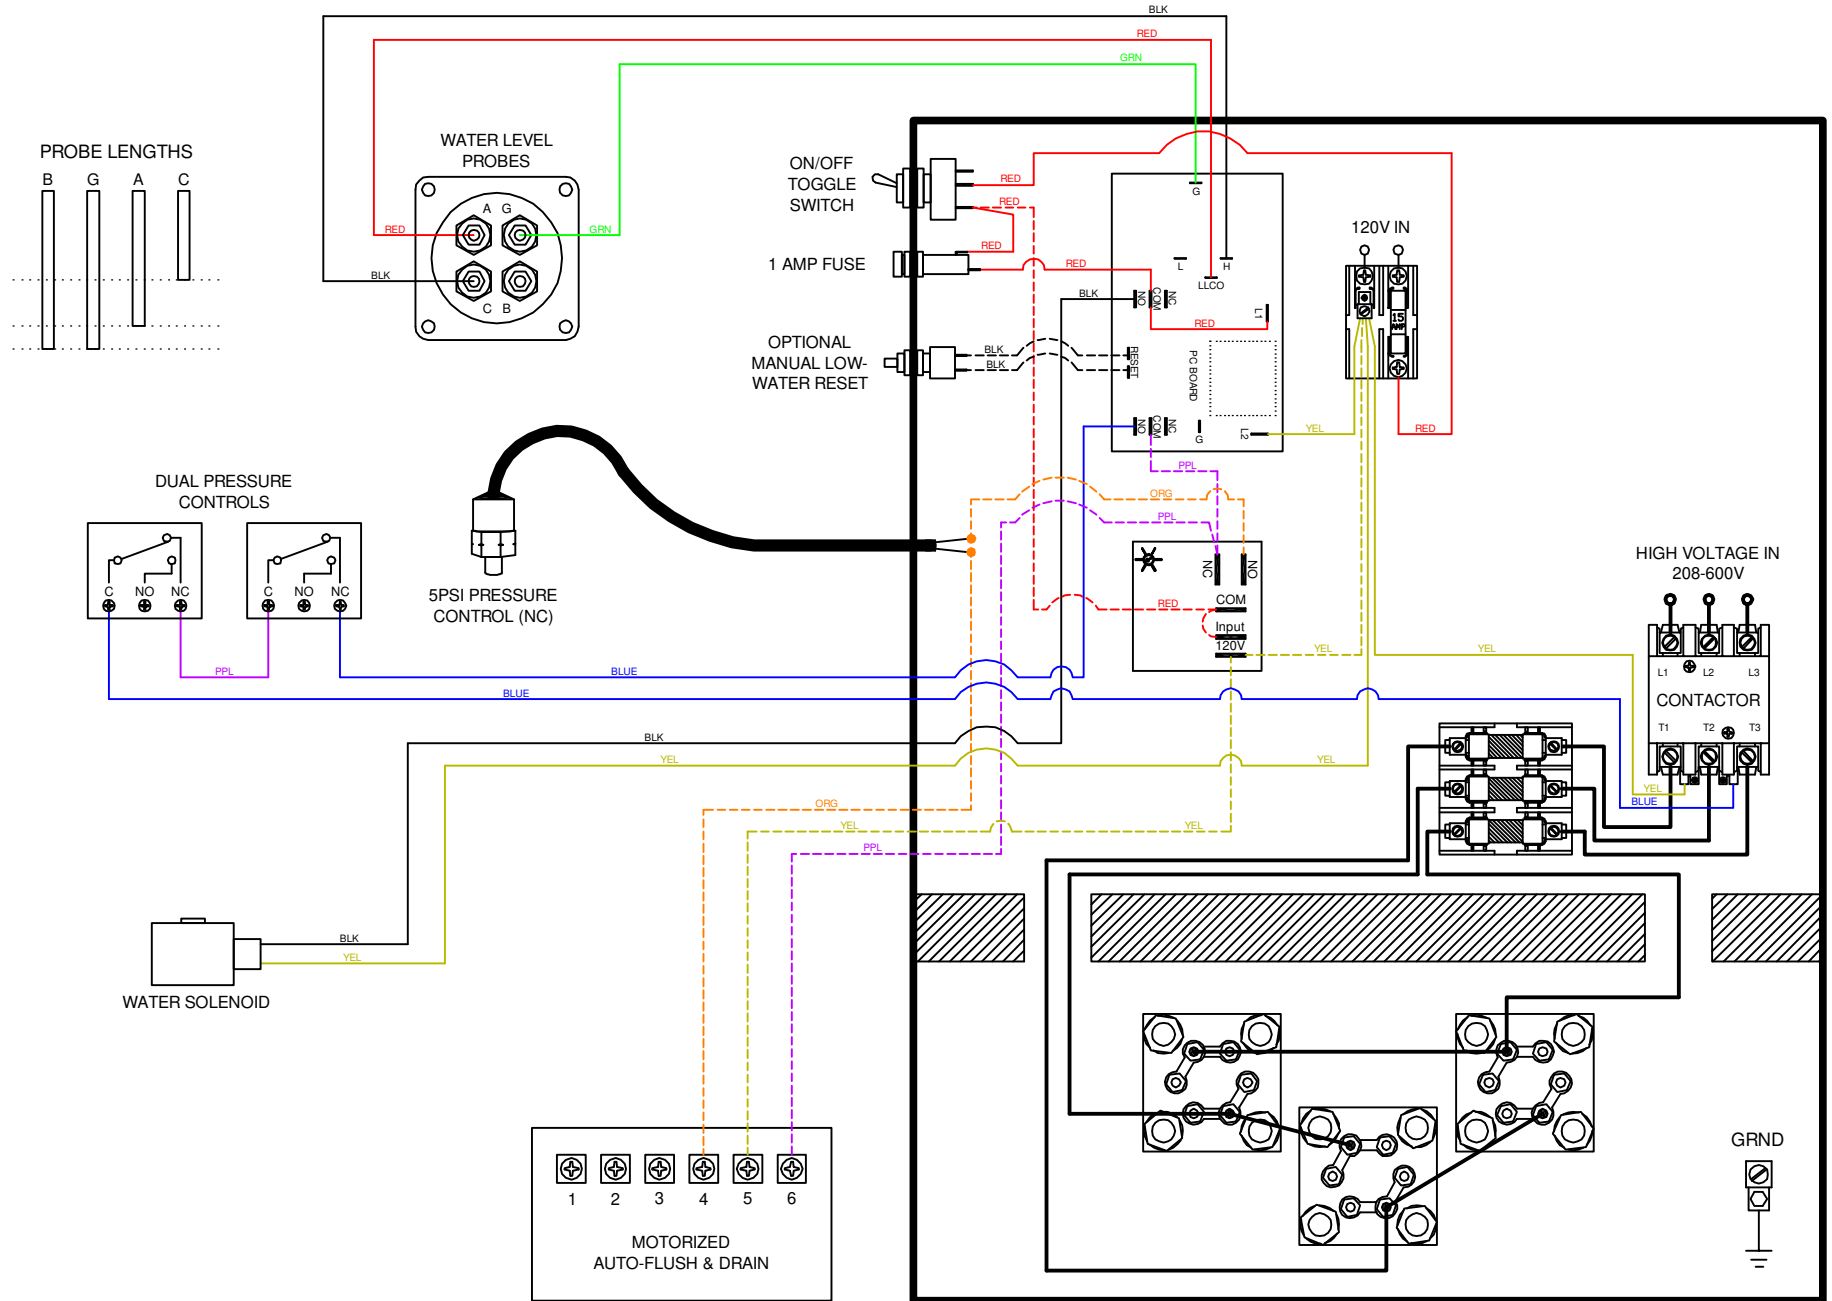 BLK
RED
GRN
PROBE LENGTHS
B G A C
WATER LEVEL
PROBES
A G
C B
RED
GRN
BLK
ON/OFF
TOGGLE
SWITCH
RED
RED
RED
1 AMP FUSE
RED
OPTIONAL
MANUAL LOW-
WATER RESET
BLK
BLK
BLK
G
L
H
LLCO
NO
COM
NC
L1
RED
RESET
PC BOARD
NO
COM
NC
G
L2
120V IN
15
AMP
YEL
RED
PPL
ORG
PPL
DUAL PRESSURE
CONTROLS
C NO NC
C NO NC
PPL
5PSI PRESSURE
CONTROL (NC)
NC
NO
COM
Input
120V
RED
YEL
YEL
HIGH VOLTAGE IN
208-600V
L1 L2 L3
CONTACTOR
T1 T2 T3
YEL
BLUE
BLUE
BLUE
BLK
YEL
YEL
ORG
YEL
YEL
PPL
BLK
YEL
WATER SOLENOID
1 2 3 4 5 6
MOTORIZED
AUTO-FLUSH & DRAIN
GRND